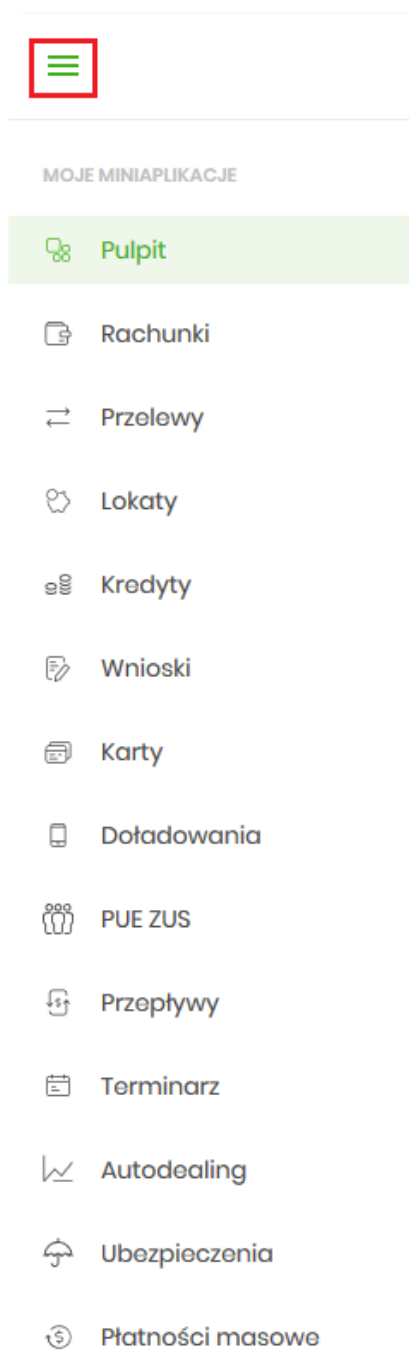 MOJE MINIAPLIKACJE
Pulpit
Rachunki
Przelewy
Lokaty
Kredyty
Wnioski
Karty
Doładowania
PUE ZUS
Przepływy
Terminarz
Autodealing
Ubezpieczenia
Płatności masowe